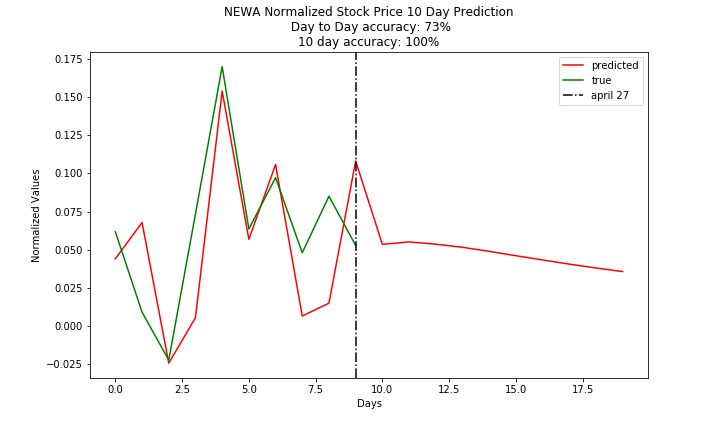 NEWA Normalized Stock Price 10 Day Prediction
Day to Day accuracy: 73%
10 day accuracy: 100%
predicted
true
april 27
Normalized Values
0.175
0.150
0.125
0.100
0.075
0.050
0.025
0.000
−0.025
0.0 2.5 5.0 7.5 10.0 12.5 15.0 17.5
Days